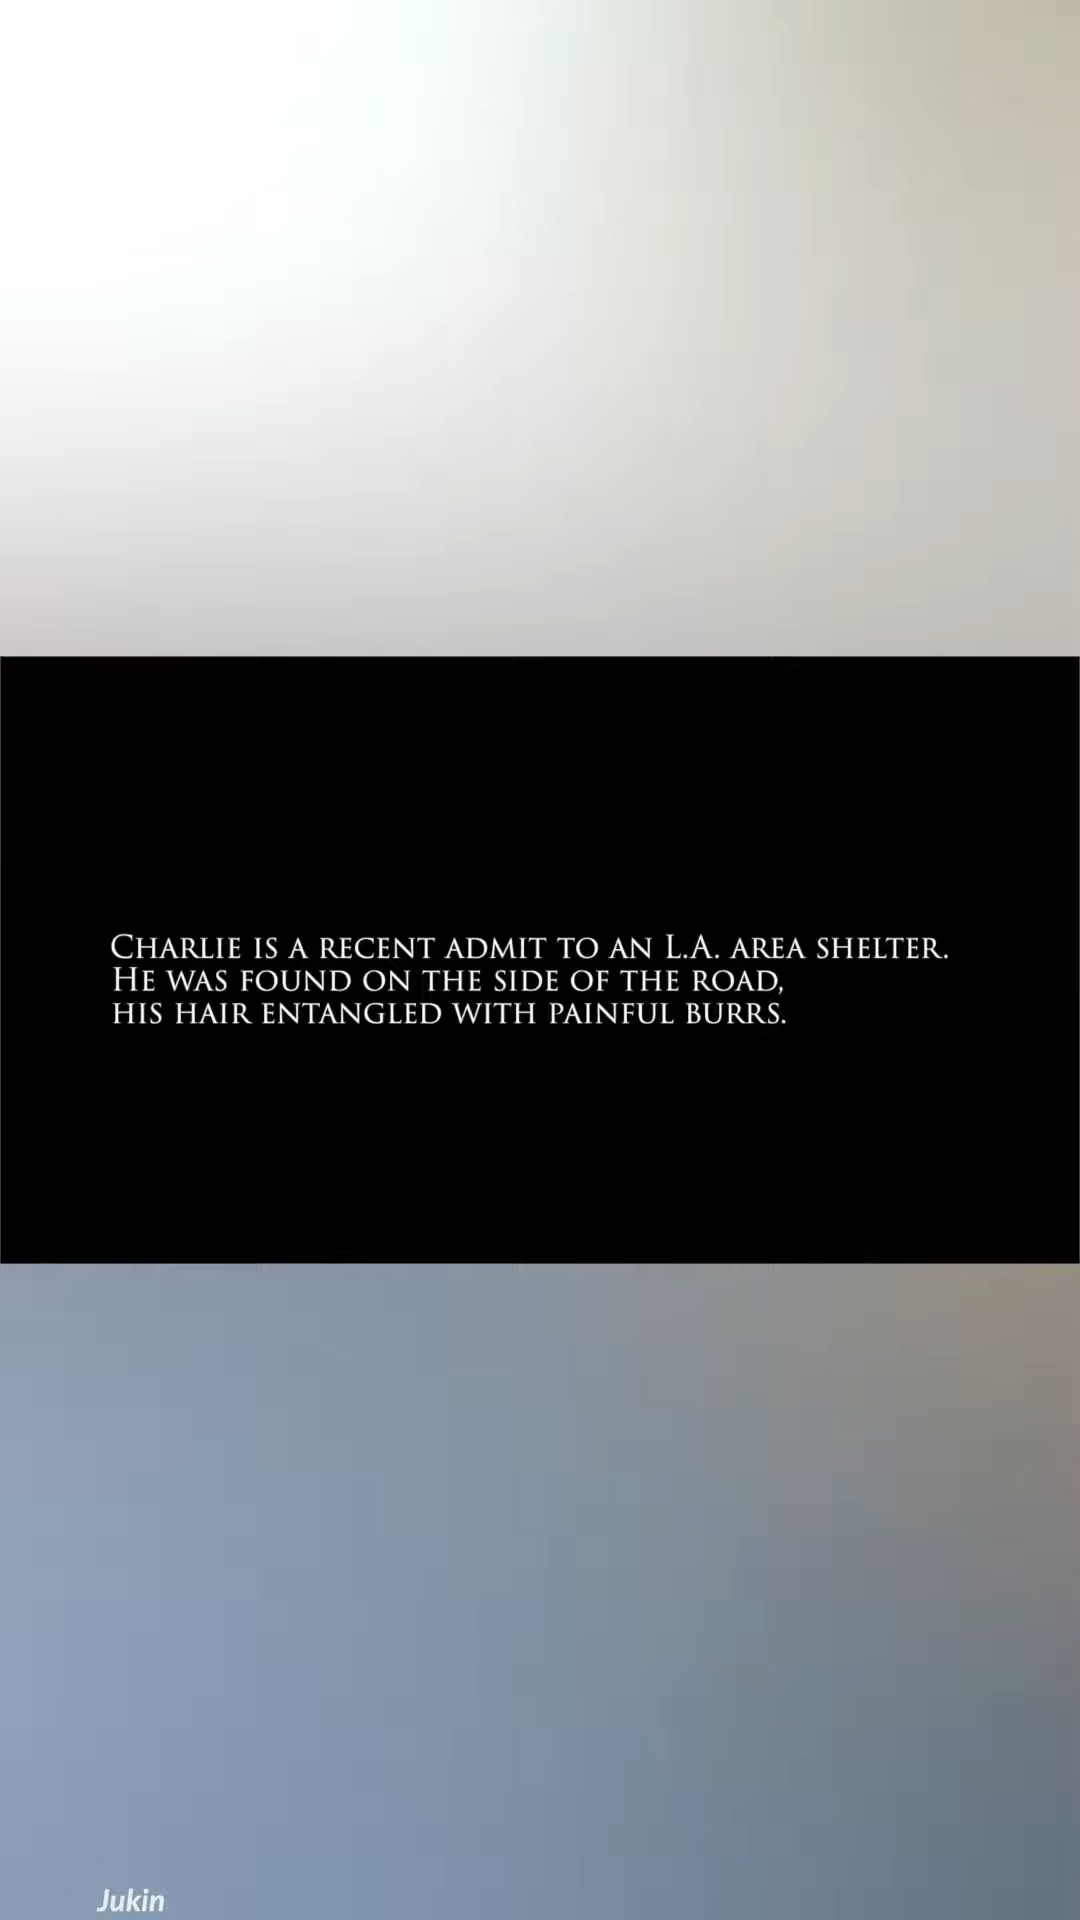 Charlie is a recent admit to an L.A. area shelter.
He was found on the side of the road,
his hair entangled with painful burrs.
Jukin